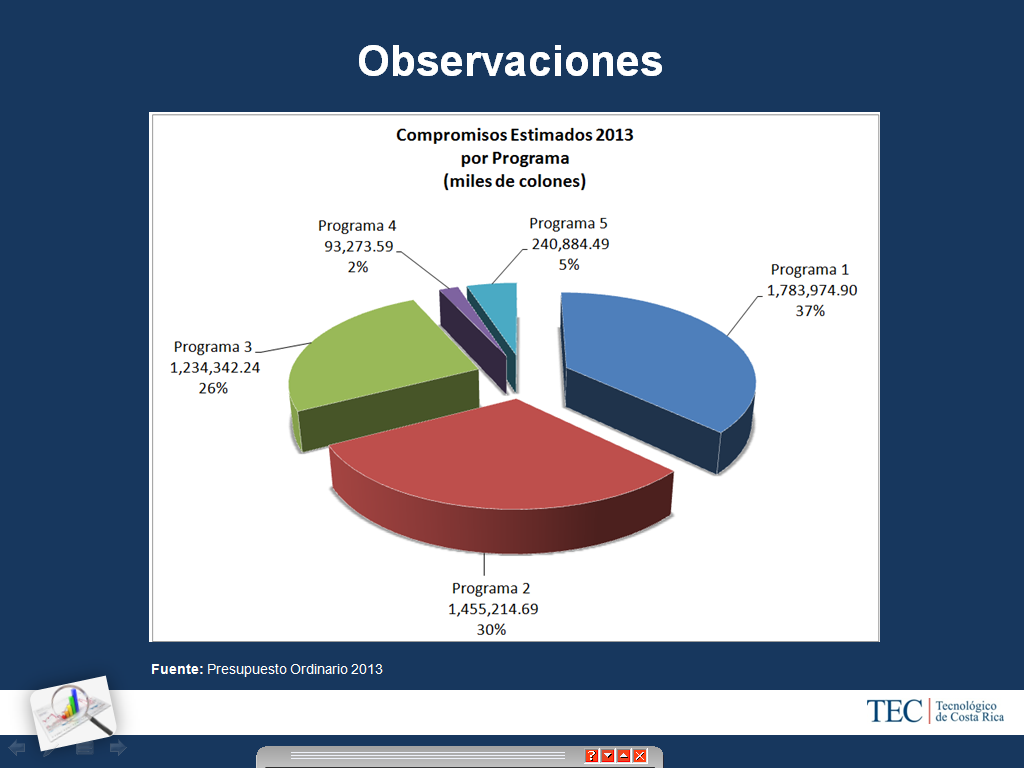 Observaciones
Compromisos Estimados 2013
por Programa
(miles de colones)
Programa 4
93,273.59
2%
Programa 5
240,884.49
5%
Programa 1
1,783,974.90
37%
Programa 3
1,234,342.24
26%
Programa 2
1,455,214.69
30%
Fuente: Presupuesto Ordinario 2013
TEC | Tecnológico
de Costa Rica
?